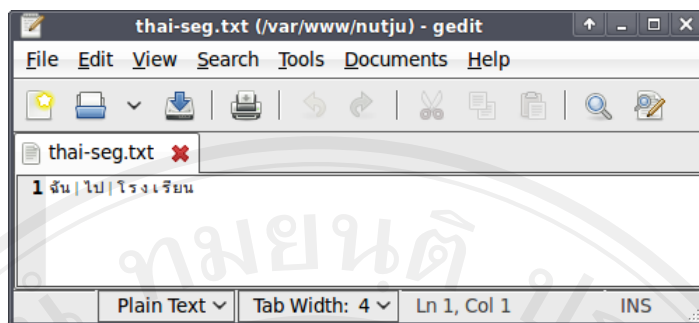 thai-seg.txt (/var/www/nutju) - gedit
File Edit View Search Tools Documents Help
thai-seg.txt
1 ฉัน|ไป|โรงเรียน
Plain Text Tab Width: 4 Ln 1, Col 1 INS